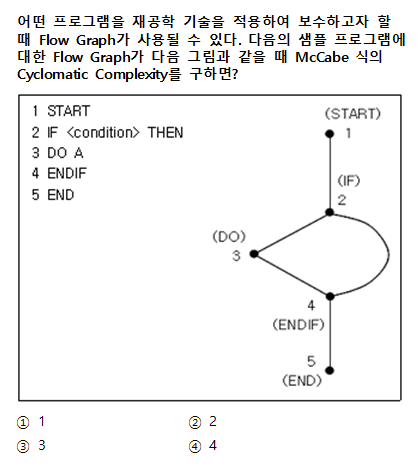 어떤 프로그램을 재공학 기술을 적용하여 보수하고자 할
때 Flow Graph가 사용될 수 있다. 다음의 샘플 프로그램에
대한 Flow Graph가 다음 그림과 같을 때 McCabe 식의
Cyclomatic Complexity를 구하면?
1 START
2 IF <condition> THEN
3 DO A
4 ENDIF
5 END
(START)
1
(IF)
2
(DO)
3
4
(ENDIF)
5
(END)
① 1 ② 2
③ 3 ④ 4